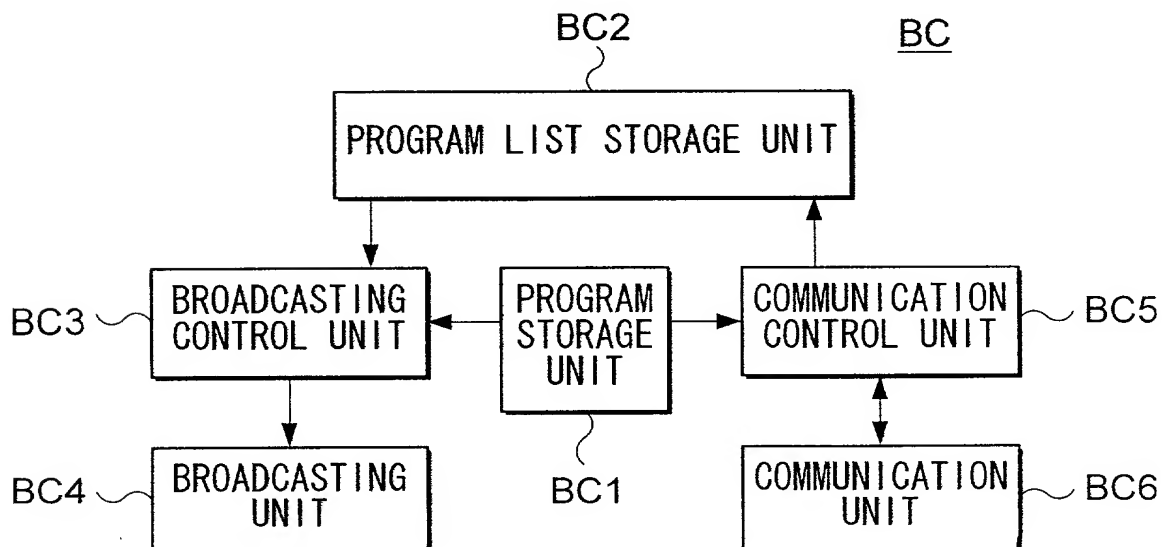 BC2
BC
PROGRAM LIST STORAGE UNIT
BC3
BROADCASTING
CONTROL UNIT
PROGRAM
STORAGE
UNIT
COMMUNICATION
CONTROL UNIT
BC5
BC4
BROADCASTING
UNIT
BC1
COMMUNICATION
UNIT
BC6